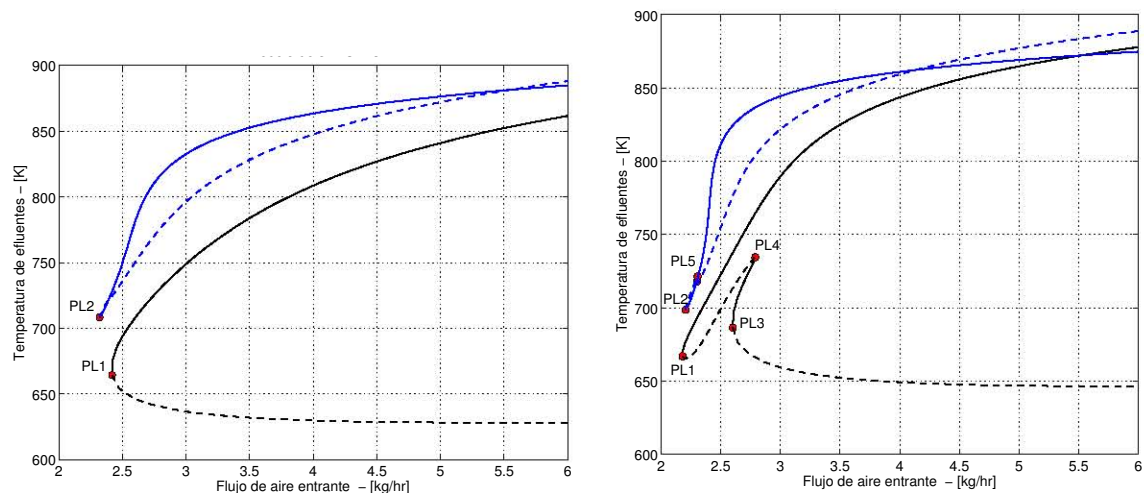 900
850
800
750
700
650
600
Temperatura de efluentes – [K]
PL2
PL1
2 2.5 3 3.5 4 4.5 5 5.5 6
Flujo de aire entrante – [kg/hr]
900
850
800
750
700
650
600
Temperatura de efluentes – [K]
PL4
PL5
PL2
PL3
PL1
2 2.5 3 3.5 4 4.5 5 5.5 6
Flujo de aire entrante – [kg/hr]